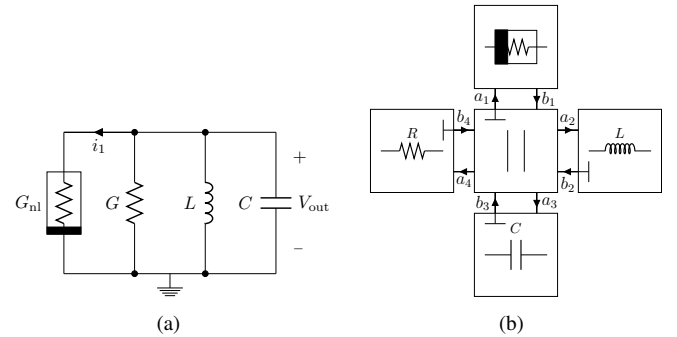 i₁
G_nl
G
L
C
+
V_out
–
(a)
a₁
b₁
b₄
a₂
R
L
a₄
b₂
b₃
a₃
C
(b)